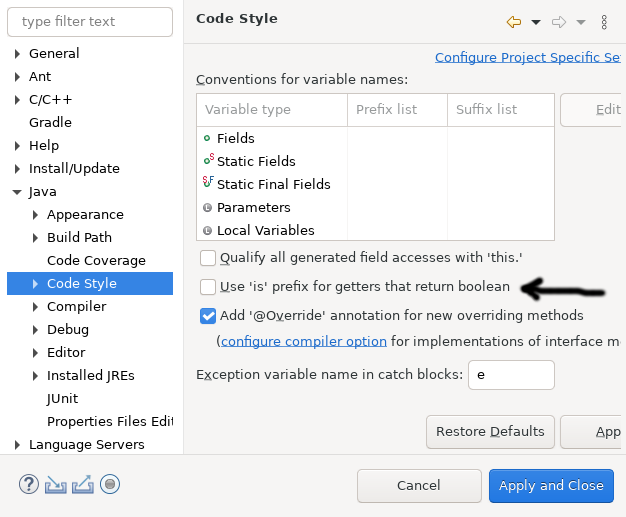 type filter text
General
Ant
C/C++
Gradle
Help
Install/Update
Java
Appearance
Build Path
Code Coverage
Code Style
Compiler
Debug
Editor
Installed JREs
JUnit
Properties Files Edit
Language Servers
Code Style
Configure Project Specific Se
Conventions for variable names:
Variable type Prefix list Suffix list
Edit
Fields
Static Fields
Static Final Fields
Parameters
Local Variables
Qualify all generated field accesses with 'this.'
Use 'is' prefix for getters that return boolean
Add '@Override' annotation for new overriding methods
(configure compiler option for implementations of interface m
Exception variable name in catch blocks: e
Restore Defaults App
Cancel Apply and Close